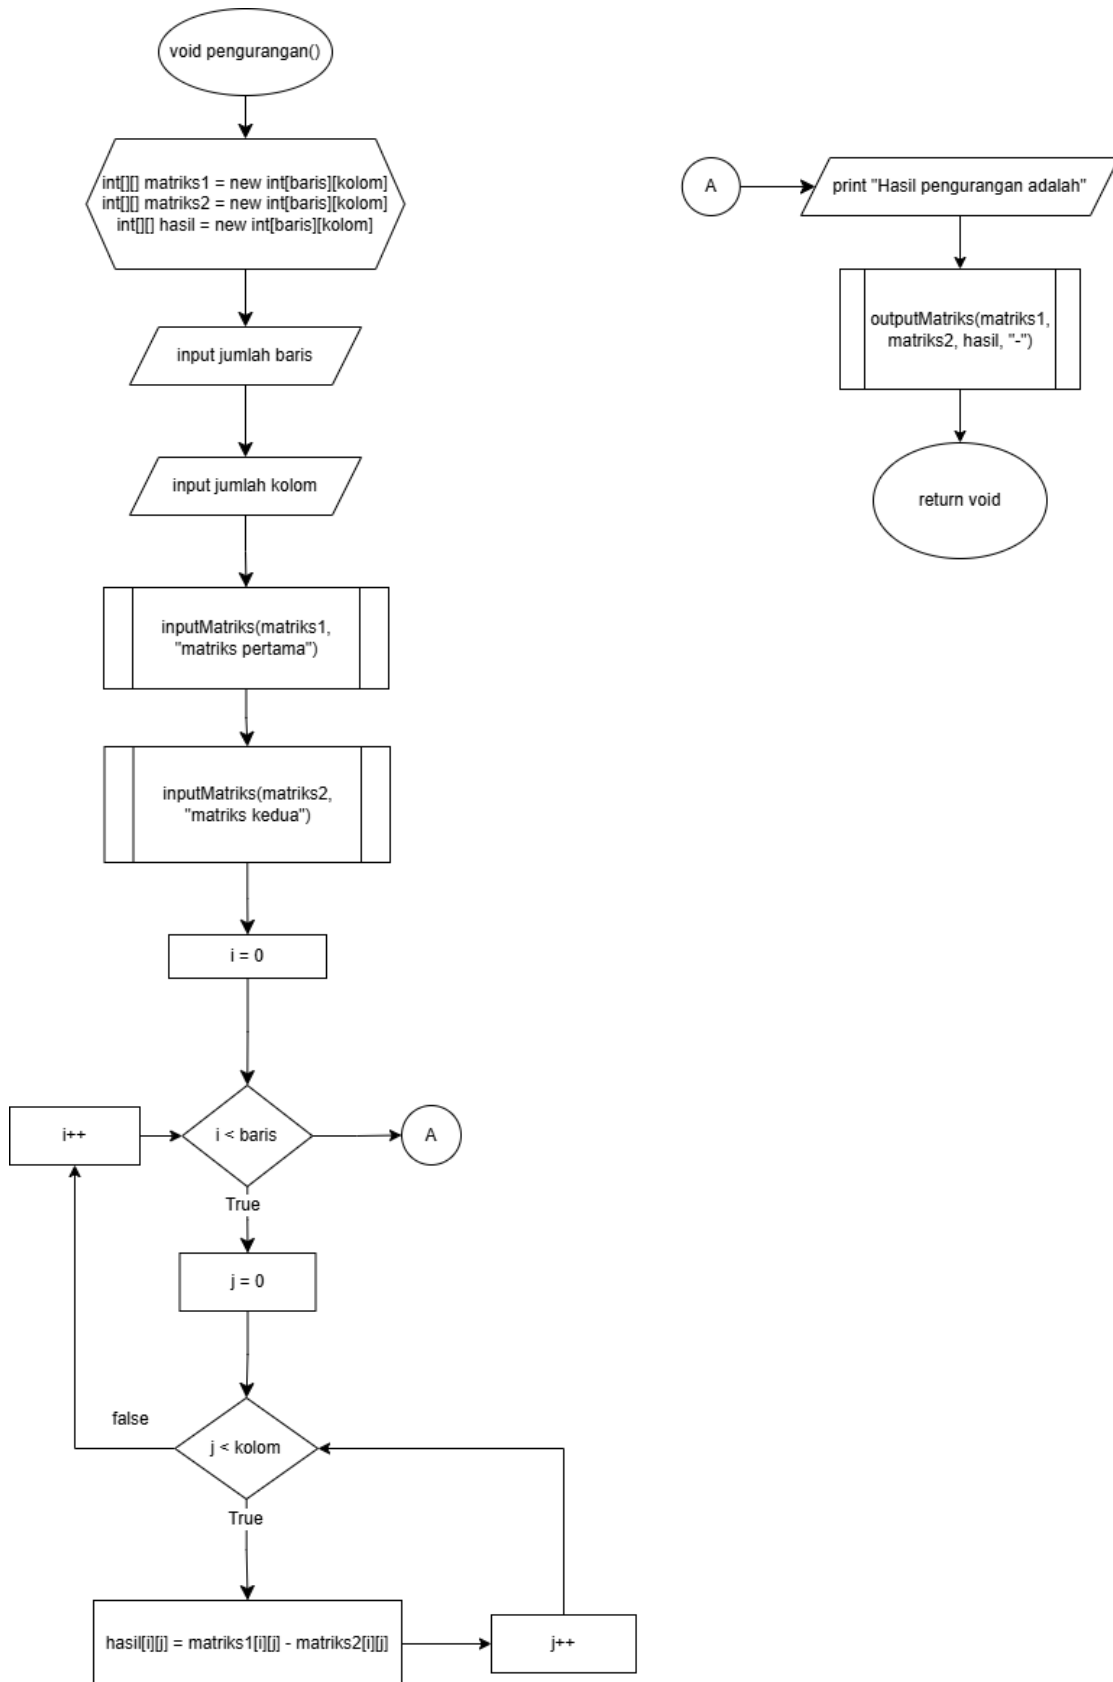 void pengurangan()
int[][] matriks1 = new int[baris][kolom]
int[][] matriks2 = new int[baris][kolom]
int[][] hasil = new int[baris][kolom]
input jumlah baris
input jumlah kolom
inputMatriks(matriks1,
"matriks pertama")
inputMatriks(matriks2,
"matriks kedua")
i = 0
i++
i < baris
A
True
j = 0
false
j < kolom
True
hasil[i][j] = matriks1[i][j] - matriks2[i][j]
j++
A
print "Hasil pengurangan adalah"
outputMatriks(matriks1,
matriks2, hasil, "-")
return void